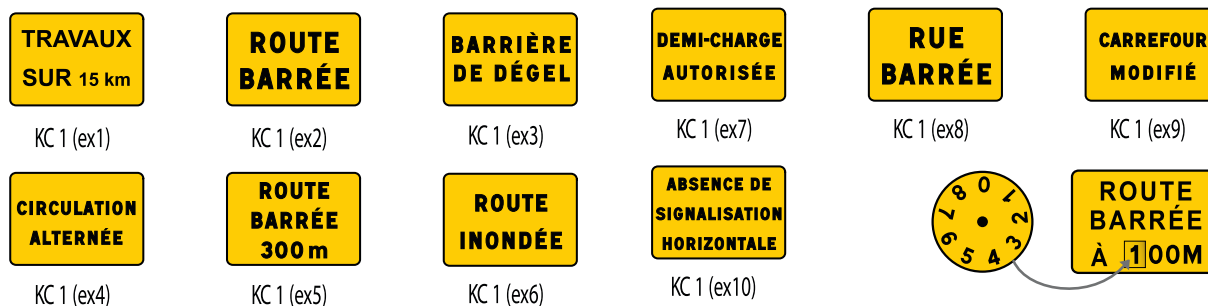 TRAVAUX
SUR 15 km
KC 1 (ex1)
ROUTE
BARRÉE
KC 1 (ex2)
BARRIÈRE
DE DÉGEL
KC 1 (ex3)
DEMI-CHARGE
AUTORISÉE
KC 1 (ex7)
RUE
BARRÉE
KC 1 (ex8)
CARREFOUR
MODIFIÉ
KC 1 (ex9)
CIRCULATION
ALTERNÉE
KC 1 (ex4)
ROUTE
BARRÉE
300 m
KC 1 (ex5)
ROUTE
INONDÉE
KC 1 (ex6)
ABSENCE DE
SIGNALISATION
HORIZONTALE
KC 1 (ex10)
0 1 2 3 4 5 6 7 8
ROUTE
BARRÉE
À 100M